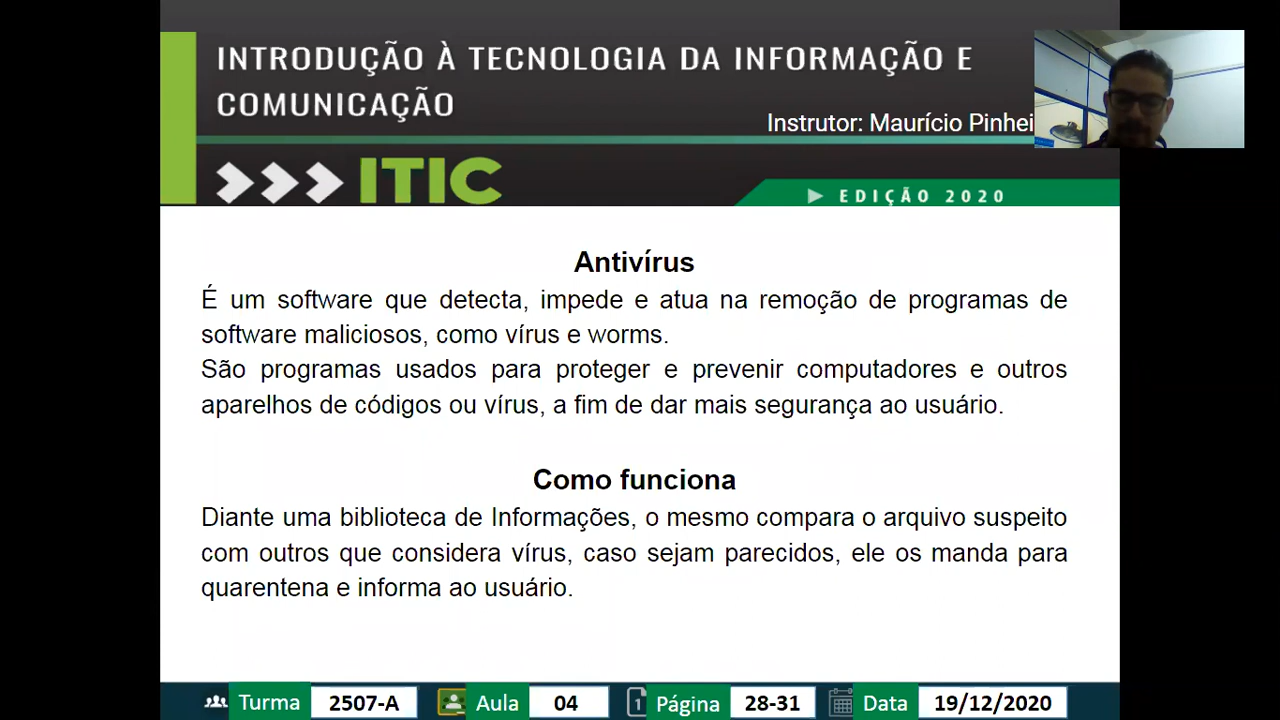 INTRODUÇÃO À TECNOLOGIA DA INFORMAÇÃO E
COMUNICAÇÃO
Instrutor: Maurício Pinhei
ITIC
EDIÇÃO 2020
Antivírus
É um software que detecta, impede e atua na remoção de programas de
software maliciosos, como vírus e worms.
São programas usados para proteger e prevenir computadores e outros
aparelhos de códigos ou vírus, a fim de dar mais segurança ao usuário.
Como funciona
Diante uma biblioteca de Informações, o mesmo compara o arquivo suspeito
com outros que considera vírus, caso sejam parecidos, ele os manda para
quarentena e informa ao usuário.
Turma 2507-A Aula 04 1 Página 28-31 Data 19/12/2020